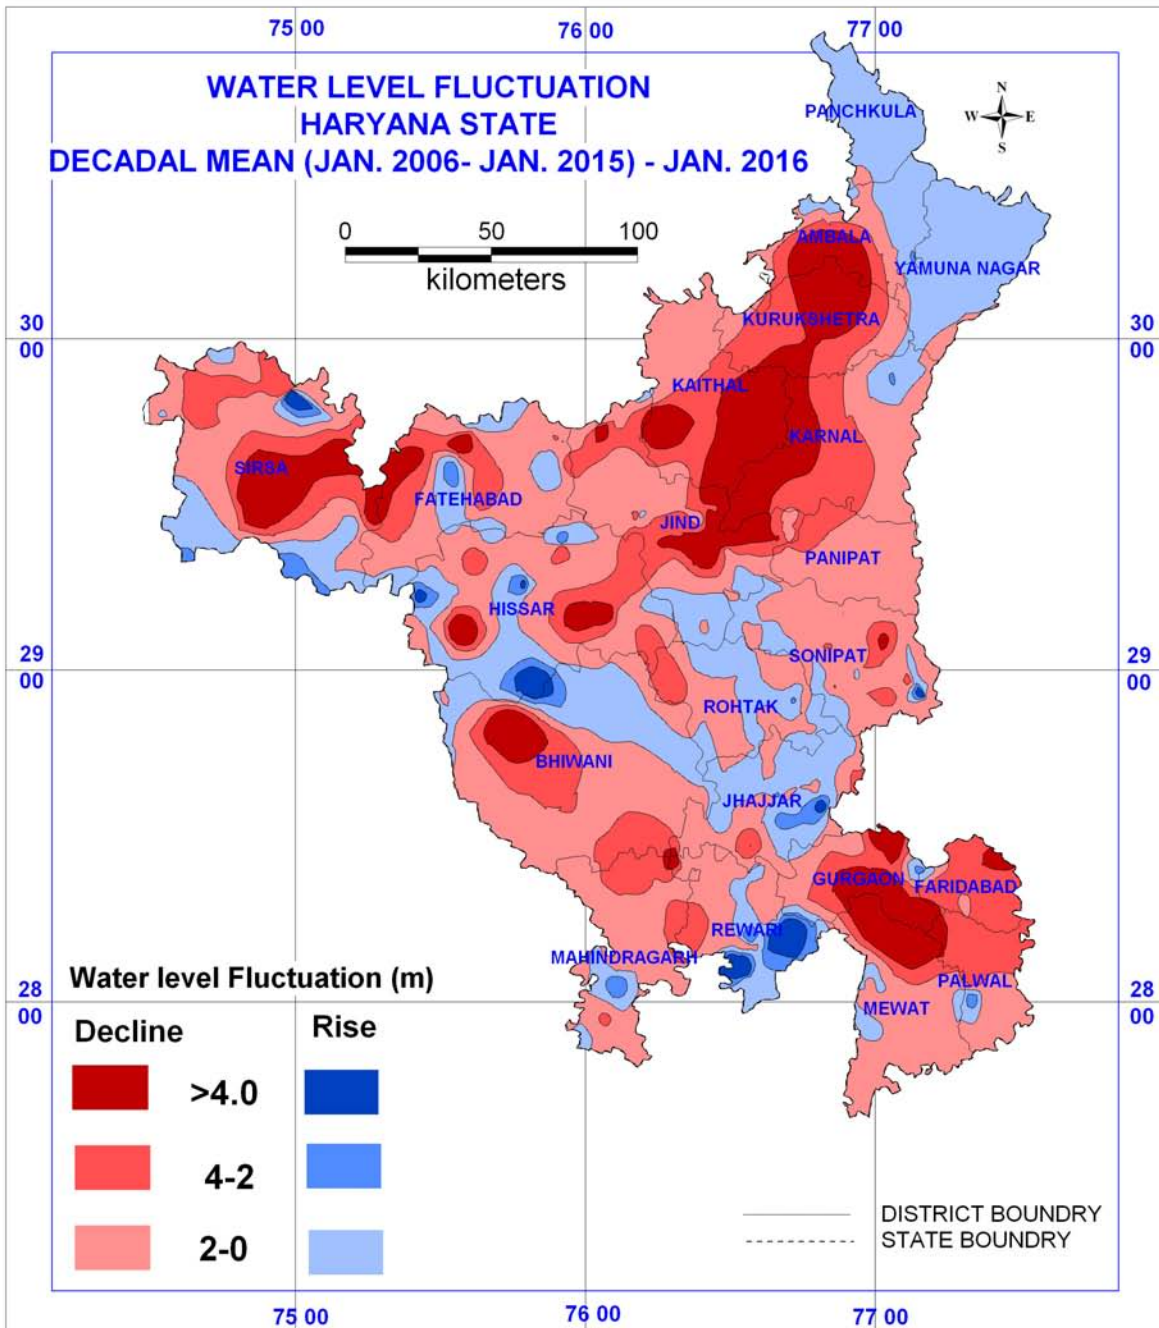 75 00
76 00
77 00
WATER LEVEL FLUCTUATION
HARYANA STATE
DECADAL MEAN (JAN. 2006- JAN. 2015) - JAN. 2016
N
W E
S
0 50 100
kilometers
PANCHKULA
AMBALA
YAMUNA NAGAR
KURUKSHETRA
30
00
30
00
KAITHAL
KARNAL
SIRSA
FATEHABAD
JIND
PANIPAT
HISSAR
SONIPAT
29
00
29
00
ROHTAK
BHIWANI
JHAJJAR
GURGAON
FARIDABAD
REWARI
MAHINDRAGARH
PALWAL
MEWAT
28
00
28
00
Water level Fluctuation (m)
Decline Rise
>4.0
4-2
2-0
DISTRICT BOUNDRY
STATE BOUNDRY
75 00
76 00
77 00